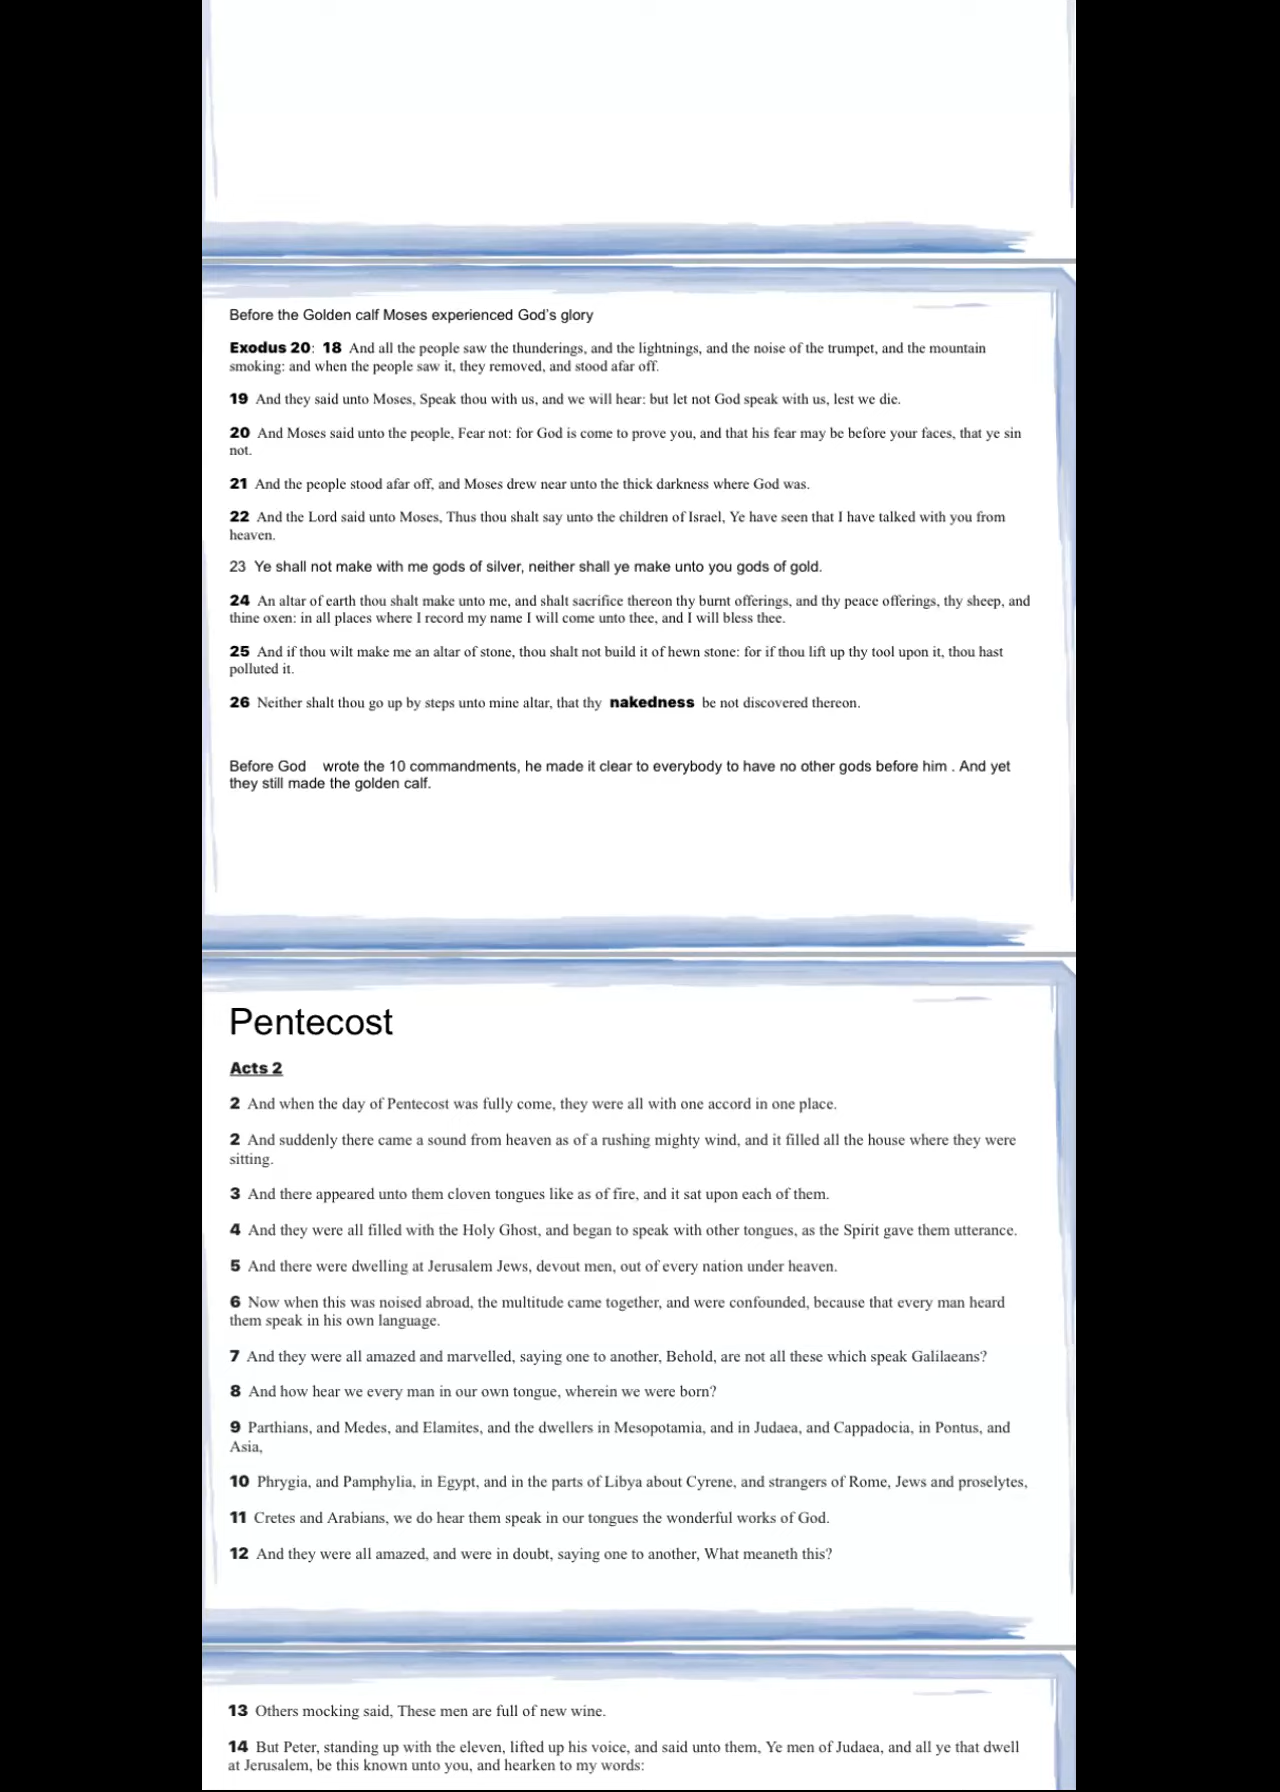 Before the Golden calf Moses experienced God's glory
Exodus 20: 18 And all the people saw the thunderings, and the lightnings, and the noise of the trumpet, and the mountain
smoking: and when the people saw it, they removed, and stood afar off.
19 And they said unto Moses, Speak thou with us, and we will hear: but let not God speak with us, lest we die.
20 And Moses said unto the people, Fear not: for God is come to prove you, and that his fear may be before your faces, that ye sin
not.
21 And the people stood afar off, and Moses drew near unto the thick darkness where God was.
22 And the Lord said unto Moses, Thus thou shalt say unto the children of Israel, Ye have seen that I have talked with you from
heaven.
23 Ye shall not make with me gods of silver, neither shall ye make unto you gods of gold.
24 An altar of earth thou shalt make unto me, and shalt sacrifice thereon thy burnt offerings, and thy peace offerings, thy sheep, and
thine oxen: in all places where I record my name I will come unto thee, and I will bless thee.
25 And if thou wilt make me an altar of stone, thou shalt not build it of hewn stone: for if thou lift up thy tool upon it, thou hast
polluted it.
26 Neither shalt thou go up by steps unto mine altar, that thy nakedness be not discovered thereon.
Before God wrote the 10 commandments, he made it clear to everybody to have no other gods before him . And yet
they still made the golden calf.
Pentecost
Acts 2
2 And when the day of Pentecost was fully come, they were all with one accord in one place.
2 And suddenly there came a sound from heaven as of a rushing mighty wind, and it filled all the house where they were
sitting.
3 And there appeared unto them cloven tongues like as of fire, and it sat upon each of them.
4 And they were all filled with the Holy Ghost, and began to speak with other tongues, as the Spirit gave them utterance.
5 And there were dwelling at Jerusalem Jews, devout men, out of every nation under heaven.
6 Now when this was noised abroad, the multitude came together, and were confounded, because that every man heard
them speak in his own language.
7 And they were all amazed and marvelled, saying one to another, Behold, are not all these which speak Galilaeans?
8 And how hear we every man in our own tongue, wherein we were born?
9 Parthians, and Medes, and Elamites, and the dwellers in Mesopotamia, and in Judaea, and Cappadocia, in Pontus, and
Asia,
10 Phrygia, and Pamphylia, in Egypt, and in the parts of Libya about Cyrene, and strangers of Rome, Jews and proselytes,
11 Cretes and Arabians, we do hear them speak in our tongues the wonderful works of God.
12 And they were all amazed, and were in doubt, saying one to another, What meaneth this?
13 Others mocking said, These men are full of new wine.
14 But Peter, standing up with the eleven, lifted up his voice, and said unto them, Ye men of Judaea, and all ye that dwell
at Jerusalem, be this known unto you, and hearken to my words: